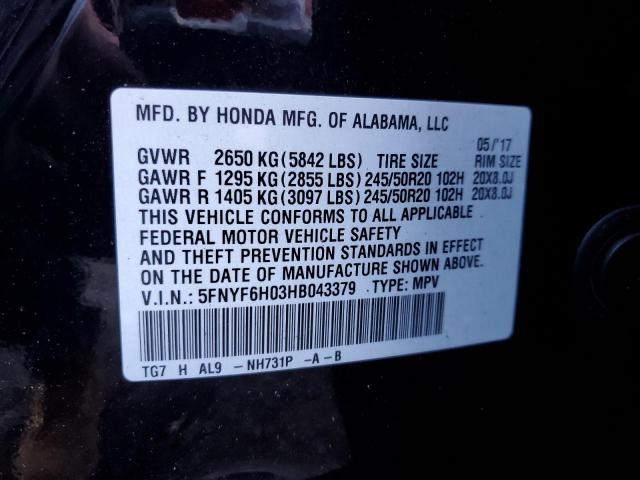 MFD. BY HONDA MFG. OF ALABAMA, LLC
05/'17
GVWR 2650 KG (5842 LBS) TIRE SIZE RIM SIZE
GAWR F 1295 KG (2855 LBS) 245/50R20 102H 20X8.0J
GAWR R 1405 KG (3097 LBS) 245/50R20 102H 20X8.0J
THIS VEHICLE CONFORMS TO ALL APPLICABLE
FEDERAL MOTOR VEHICLE SAFETY
AND THEFT PREVENTION STANDARDS IN EFFECT
ON THE DATE OF MANUFACTURE SHOWN ABOVE.
V.I.N.: 5FNYF6H03HB043379 TYPE: MPV
TG7 H AL9 -NH731P -A-B